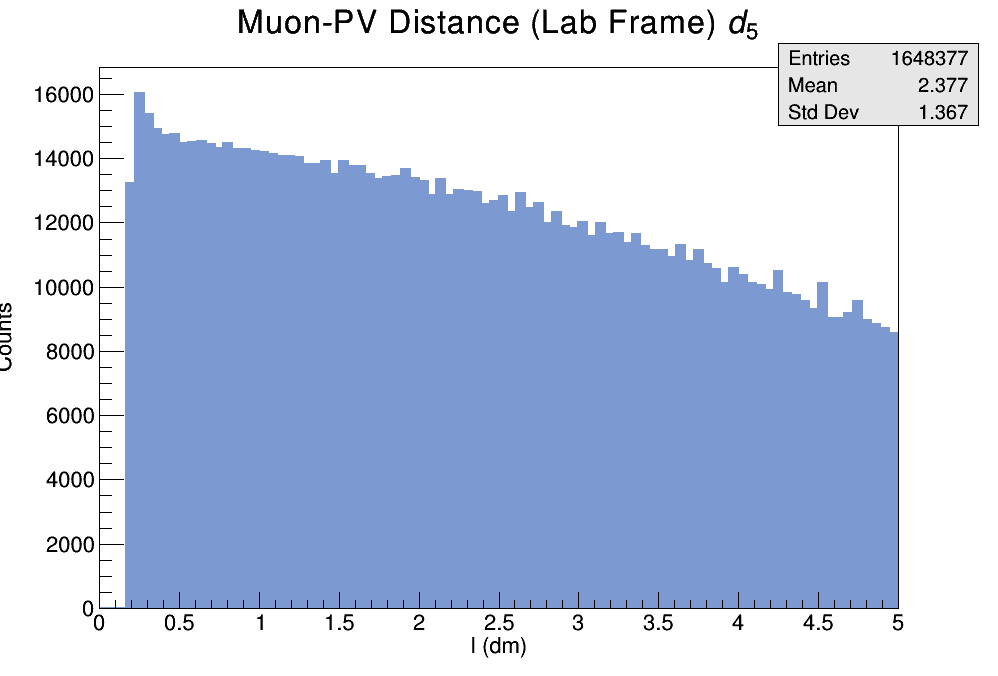 Muon-PV Distance (Lab Frame) d5
Entries 1648377
Mean 2.377
Std Dev 1.367
16000
14000
12000
10000
8000
6000
4000
2000
0
Counts
0 0.5 1 1.5 2 2.5 3 3.5 4 4.5 5
l (dm)